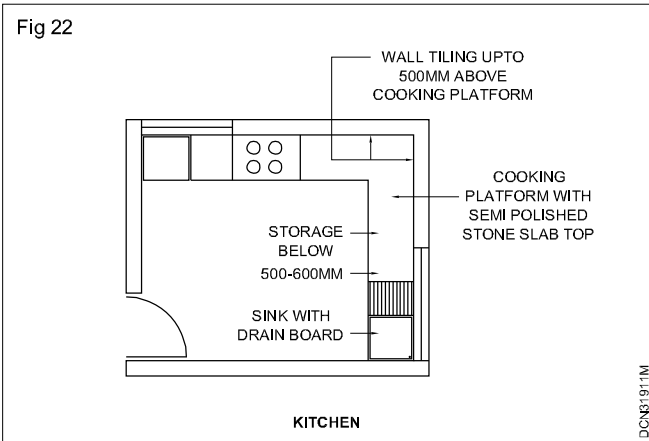 Fig 22
WALL TILING UPTO
500MM ABOVE
COOKING PLATFORM
COOKING
PLATFORM WITH
SEMI POLISHED
STONE SLAB TOP
STORAGE
BELOW
500-600MM
SINK WITH
DRAIN BOARD
KITCHEN
DCN31911M